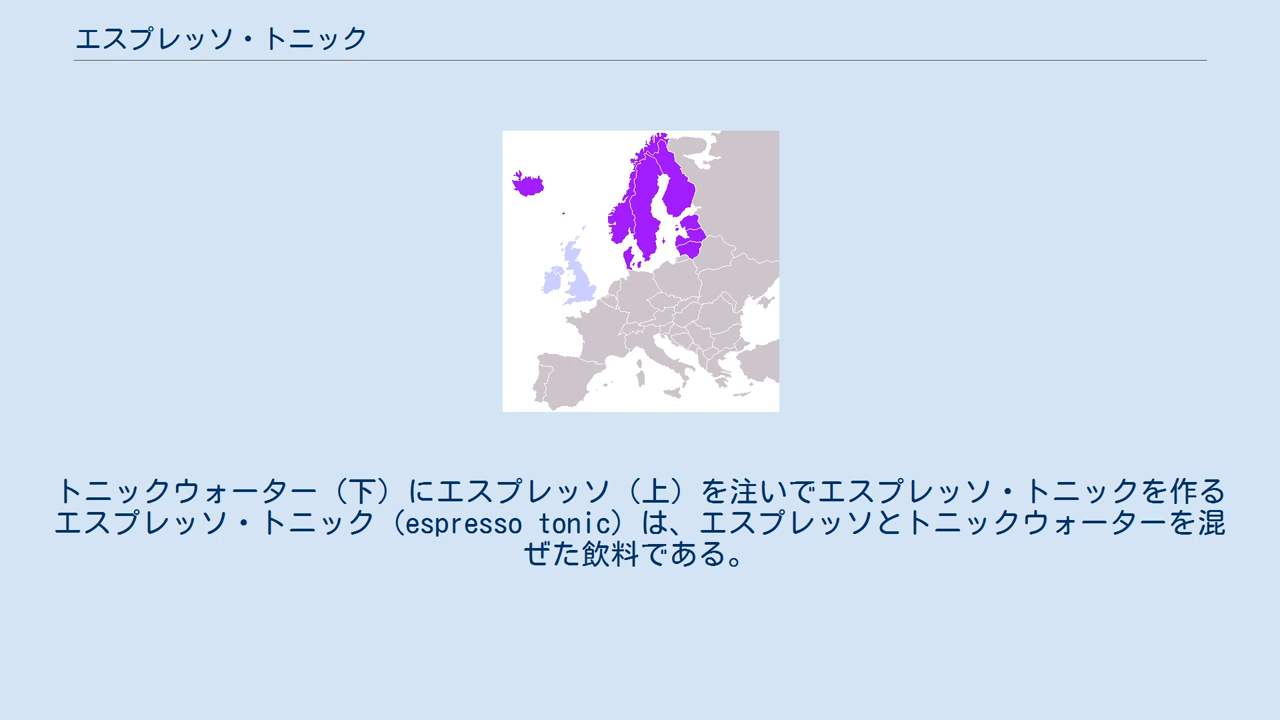 エスプレッソ・トニック
トニックウォーター（下）にエスプレッソ（上）を注いでエスプレッソ・トニックを作る
エスプレッソ・トニック（espresso tonic）は、エスプレッソとトニックウォーターを混
ぜた飲料である。